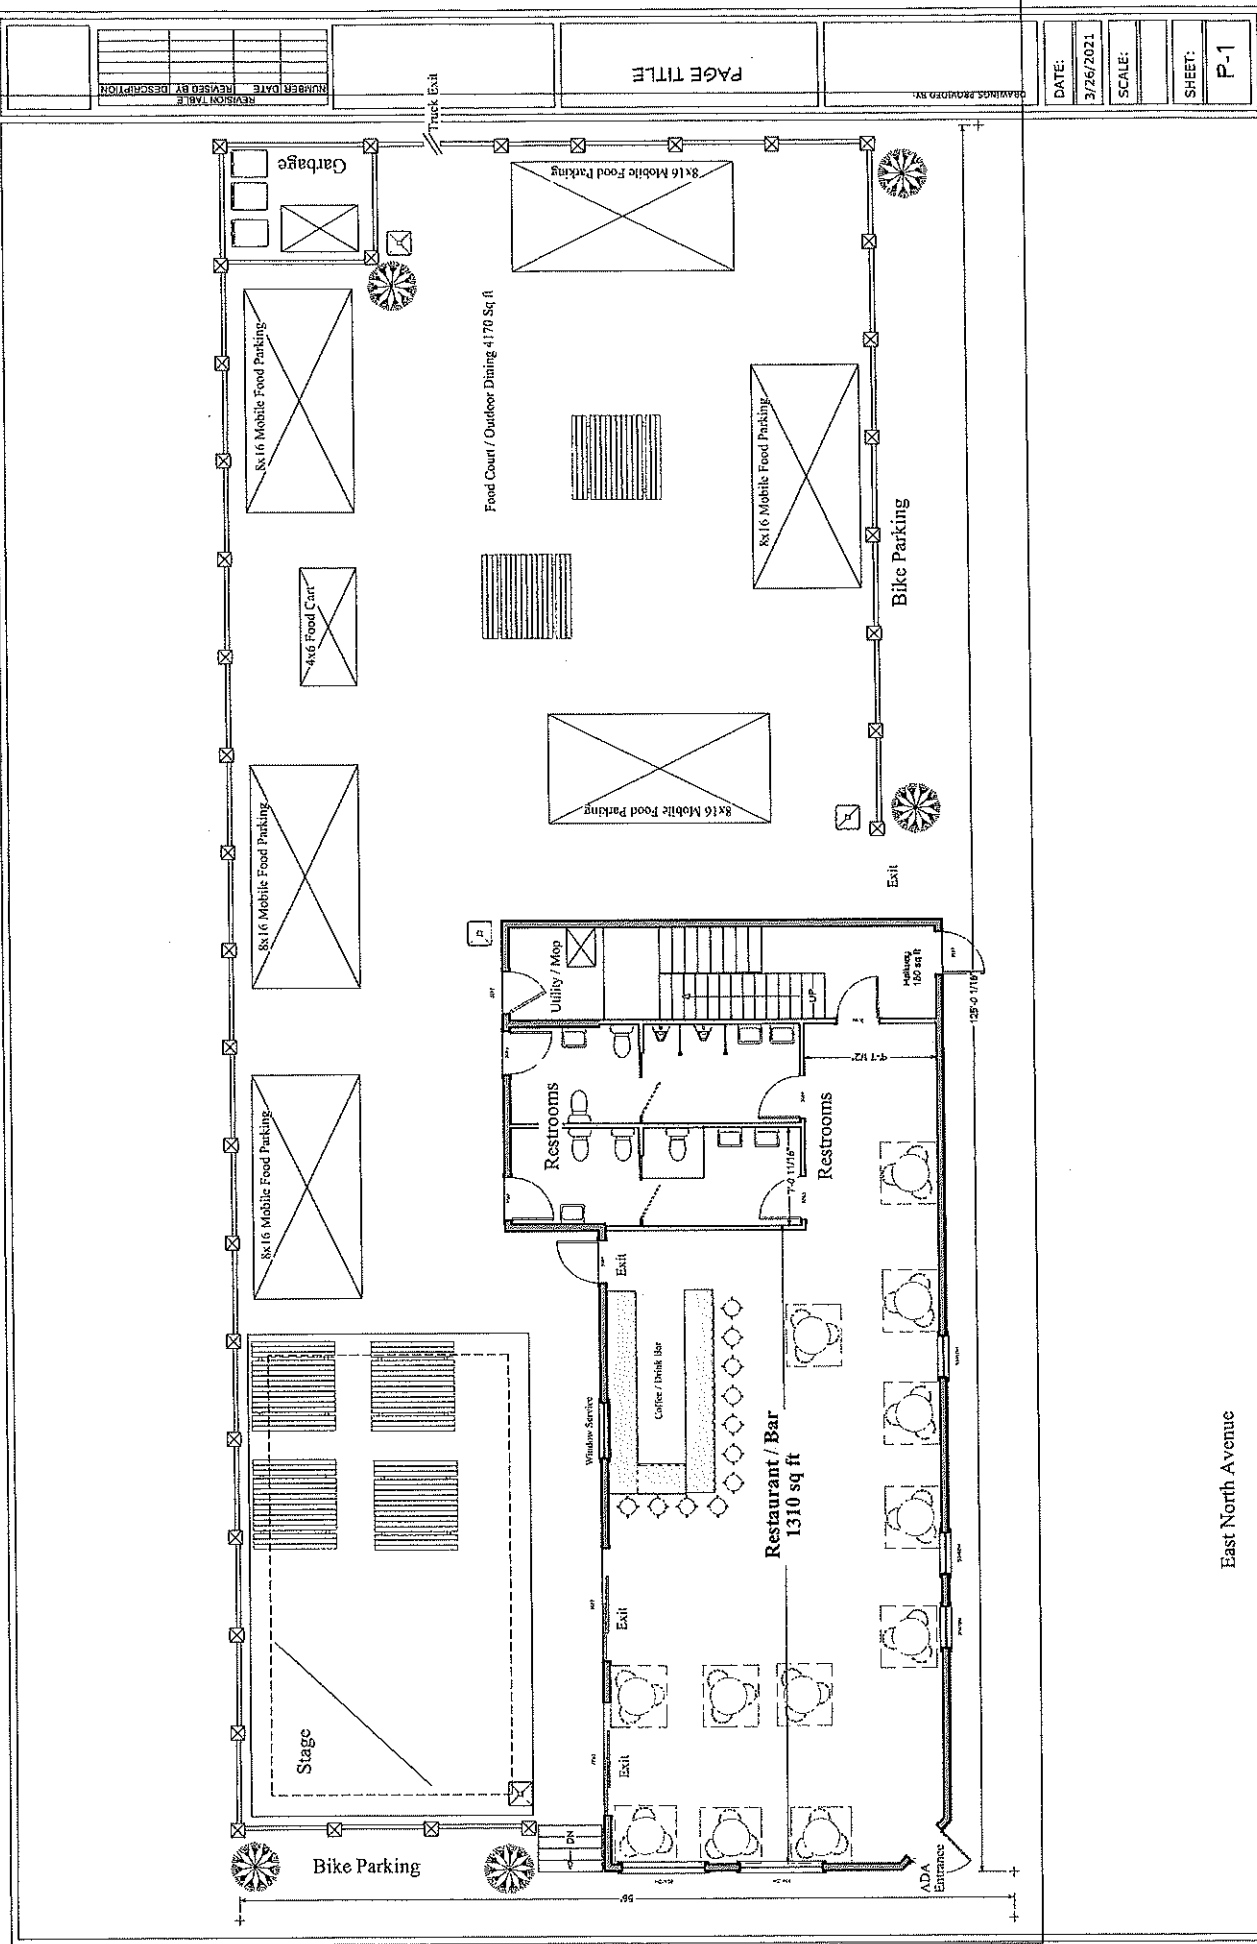 NUMBER DATE REVISED BY DESCRIPTION
REVISION TABLE
PAGE TITLE
DRAWINGS PROVIDED BY:
DATE:
3/26/2021
SCALE:
SHEET:
P-1
Truck Exit
Garbage
8x16 Mobile Food Parking
8x16 Mobile Food Parking
Food Court / Outdoor Dining 4170 Sq ft
8x16 Mobile Food Parking
4x6 Food Cart
Bike Parking
8x16 Mobile Food Parking
8x16 Mobile Food Parking
Exit
Utility / Mop
UP
Hallway
180 sq ft
125'-0 1/16"
9'-1 1/2"
Restrooms
Restrooms
7'-0 11/16"
8x16 Mobile Food Parking
Exit
Coffee / Drink Bar
Window Service
Restaurant / Bar
1310 sq ft
Exit
Exit
Stage
DN
Bike Parking
ADA
Entrance
56'
East North Avenue